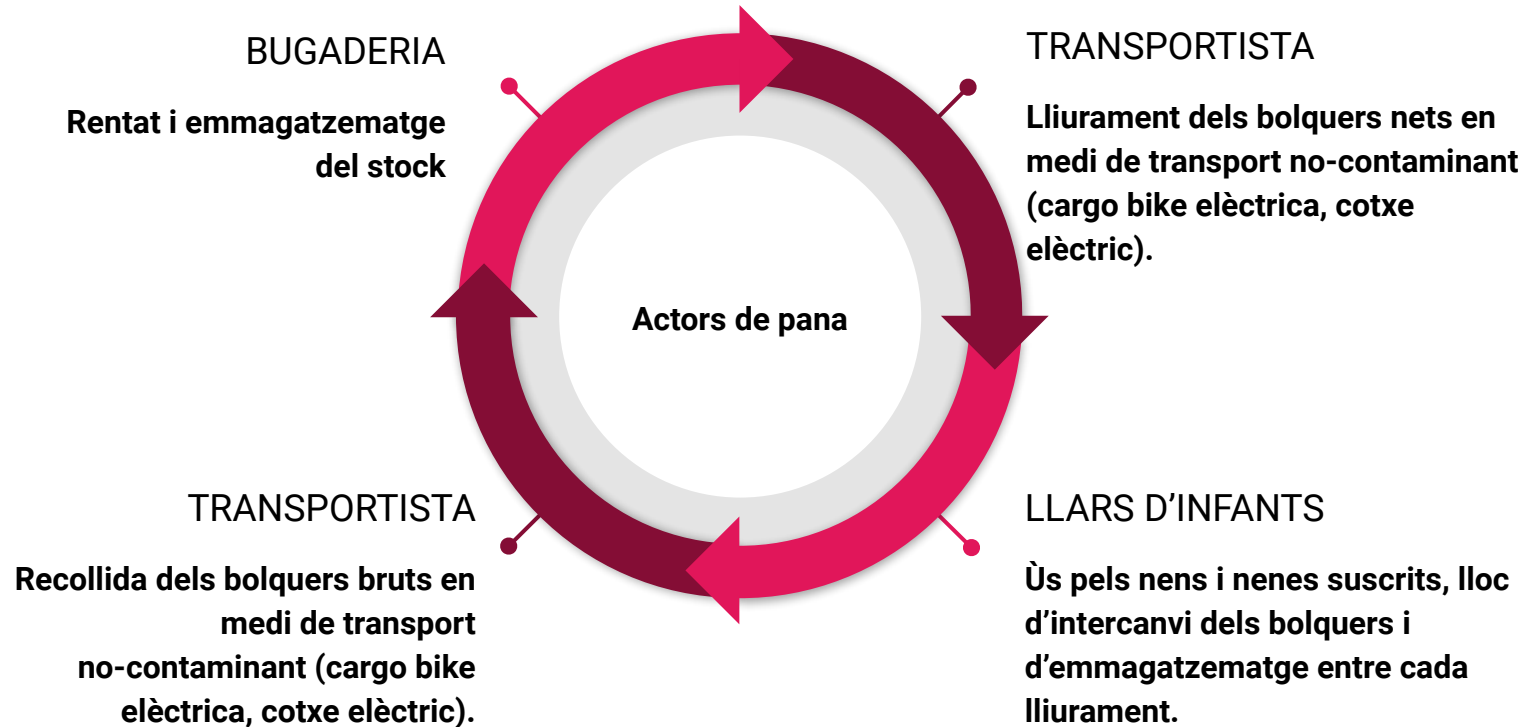 BUGADERIA
Rentat i emmagatzematge
del stock
TRANSPORTISTA
Lliurament dels bolquers nets en
medi de transport no-contaminant
(cargo bike elèctrica, cotxe
elèctric).
Actors de pana
TRANSPORTISTA
Recollida dels bolquers bruts en
medi de transport
no-contaminant (cargo bike
elèctrica, cotxe elèctric).
LLARS D’INFANTS
Ùs pels nens i nenes suscrits, lloc
d’intercanvi dels bolquers i
d’emmagatzematge entre cada
lliurament.